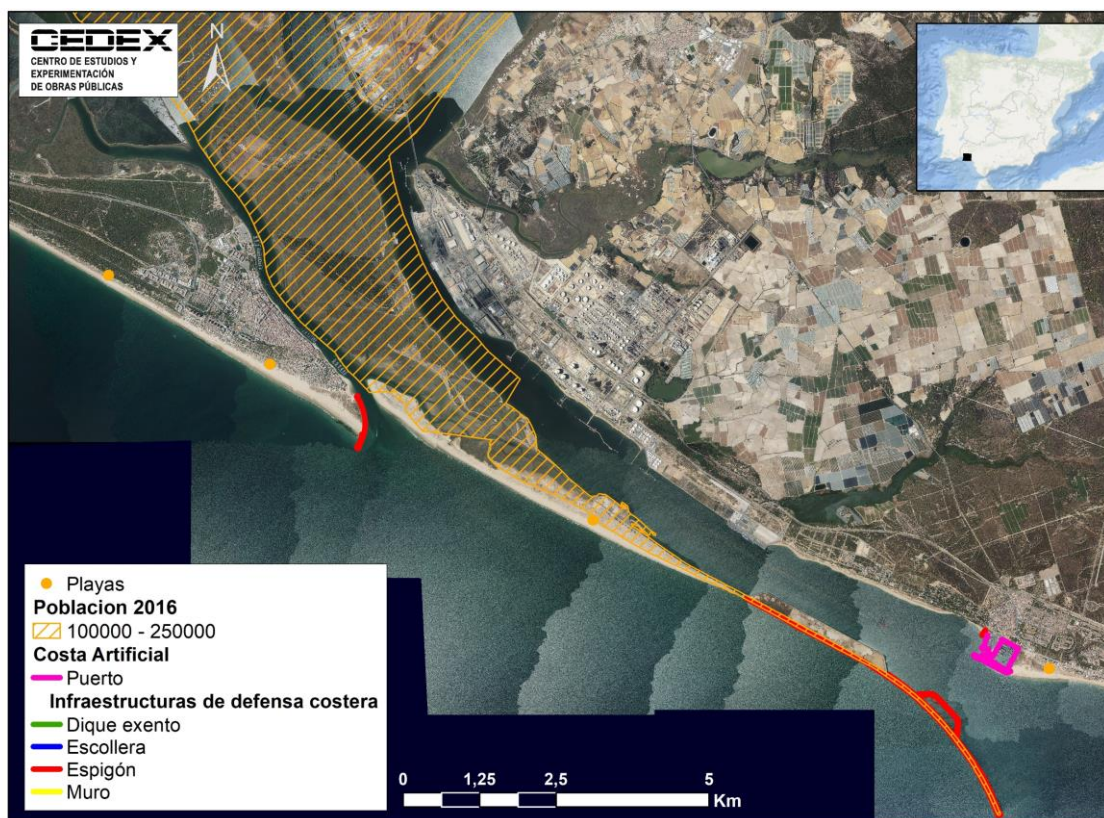 CEDEX
CENTRO DE ESTUDIOS Y
EXPERIMENTACIÓN
DE OBRAS PÚBLICAS
N
Playas
Poblacion 2016
100000 - 250000
Costa Artificial
Puerto
Infraestructuras de defensa costera
Dique exento
Escollera
Espigón
Muro
0 1,25 2,5 5
Km